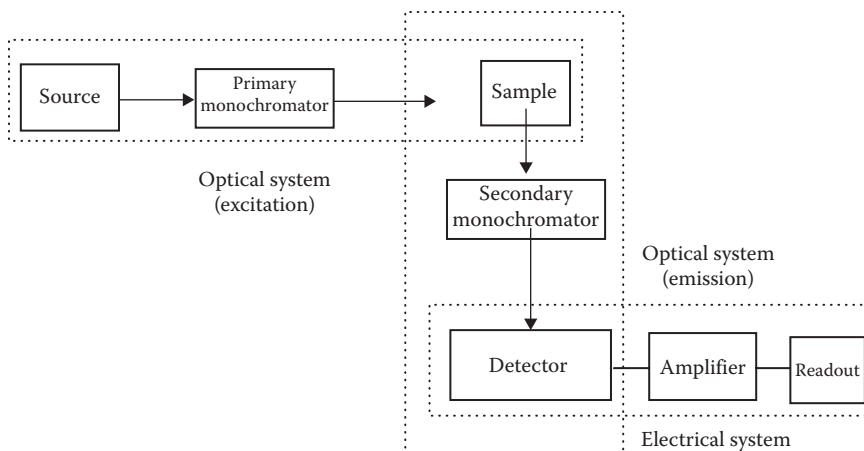 Source
Primary
monochromator
Sample
Optical system
(excitation)
Secondary
monochromator
Optical system
(emission)
Detector
Amplifier
Readout
Electrical system